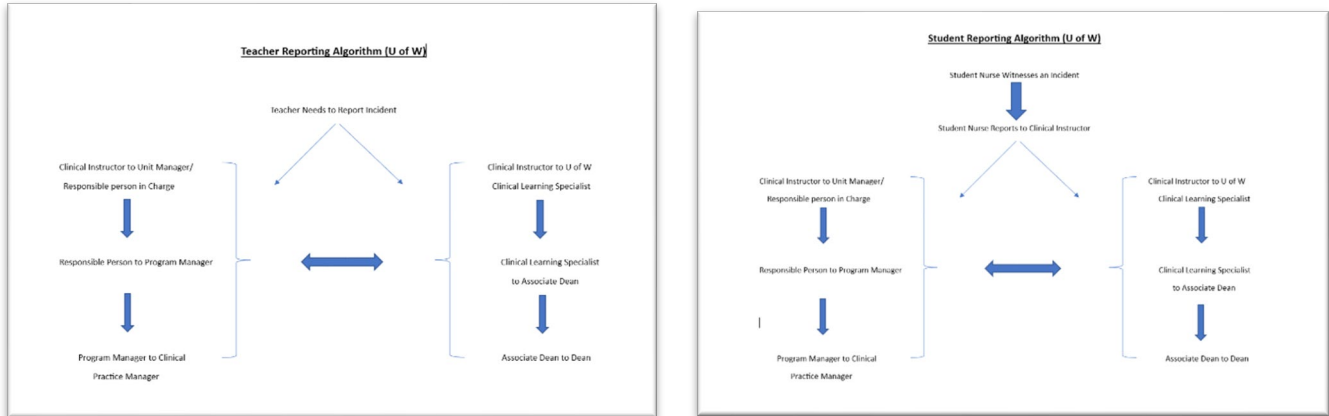 Teacher Reporting Algorithm (U of W)
Teacher Needs to Report Incident
Clinical Instructor to Unit Manager/
Responsible person in Charge
Responsible Person to Program Manager
Program Manager to Clinical
Practice Manager
Clinical Instructor to U of W
Clinical Learning Specialist
Clinical Learning Specialist
to Associate Dean
Associate Dean to Dean
Student Reporting Algorithm (U of W)
Student Nurse Witnesses an Incident
Student Nurse Reports to Clinical Instructor
Clinical Instructor to Unit Manager/
Responsible person in Charge
Responsible Person to Program Manager
Program Manager to Clinical
Practice Manager
Clinical Instructor to U of W
Clinical Learning Specialist
Clinical Learning Specialist
to Associate Dean
Associate Dean to Dean